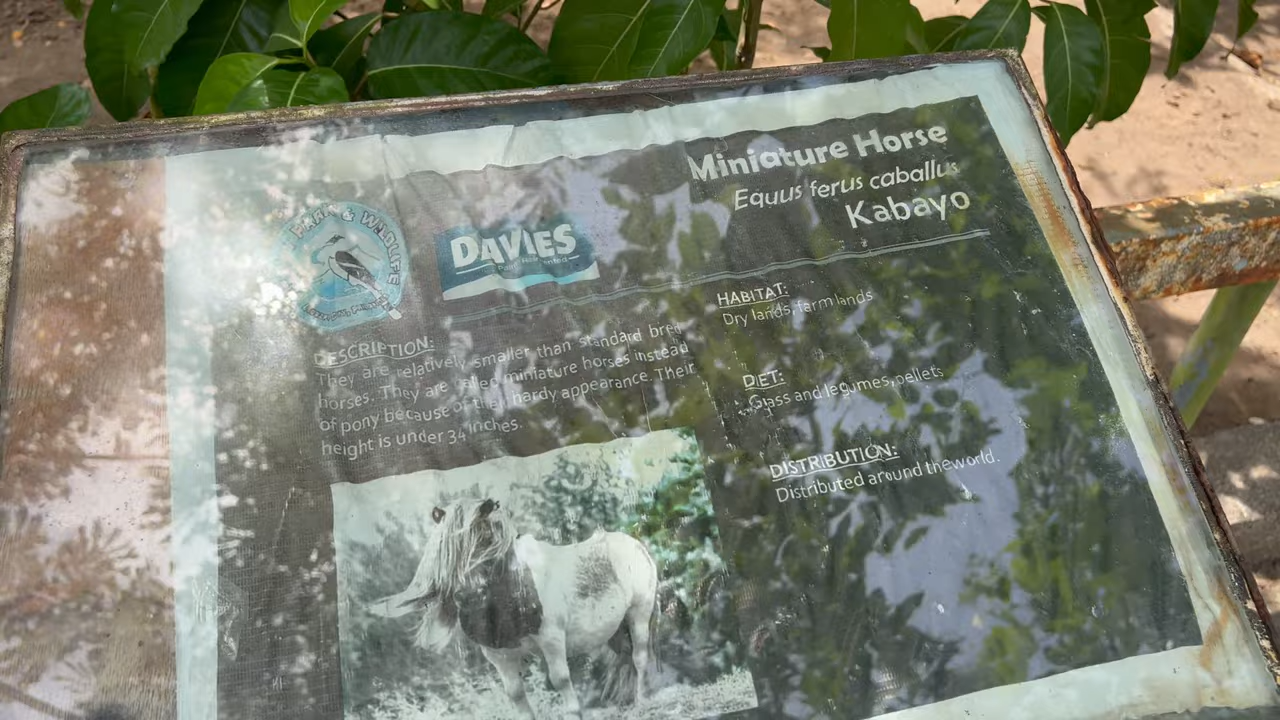 Miniature Horse
Equus ferus caballus
Kabayo
PARK & WILDLIFE
DAVIES
DESCRIPTION:
They are relatively smaller than standard bred
horses. They are called miniature horses instead
of pony because of their hardy appearance. Their
height is under 34 inches.
HABITAT:
Dry lands, farm lands
DIET:
Grass and legumes, pellets
DISTRIBUTION:
Distributed around the world.